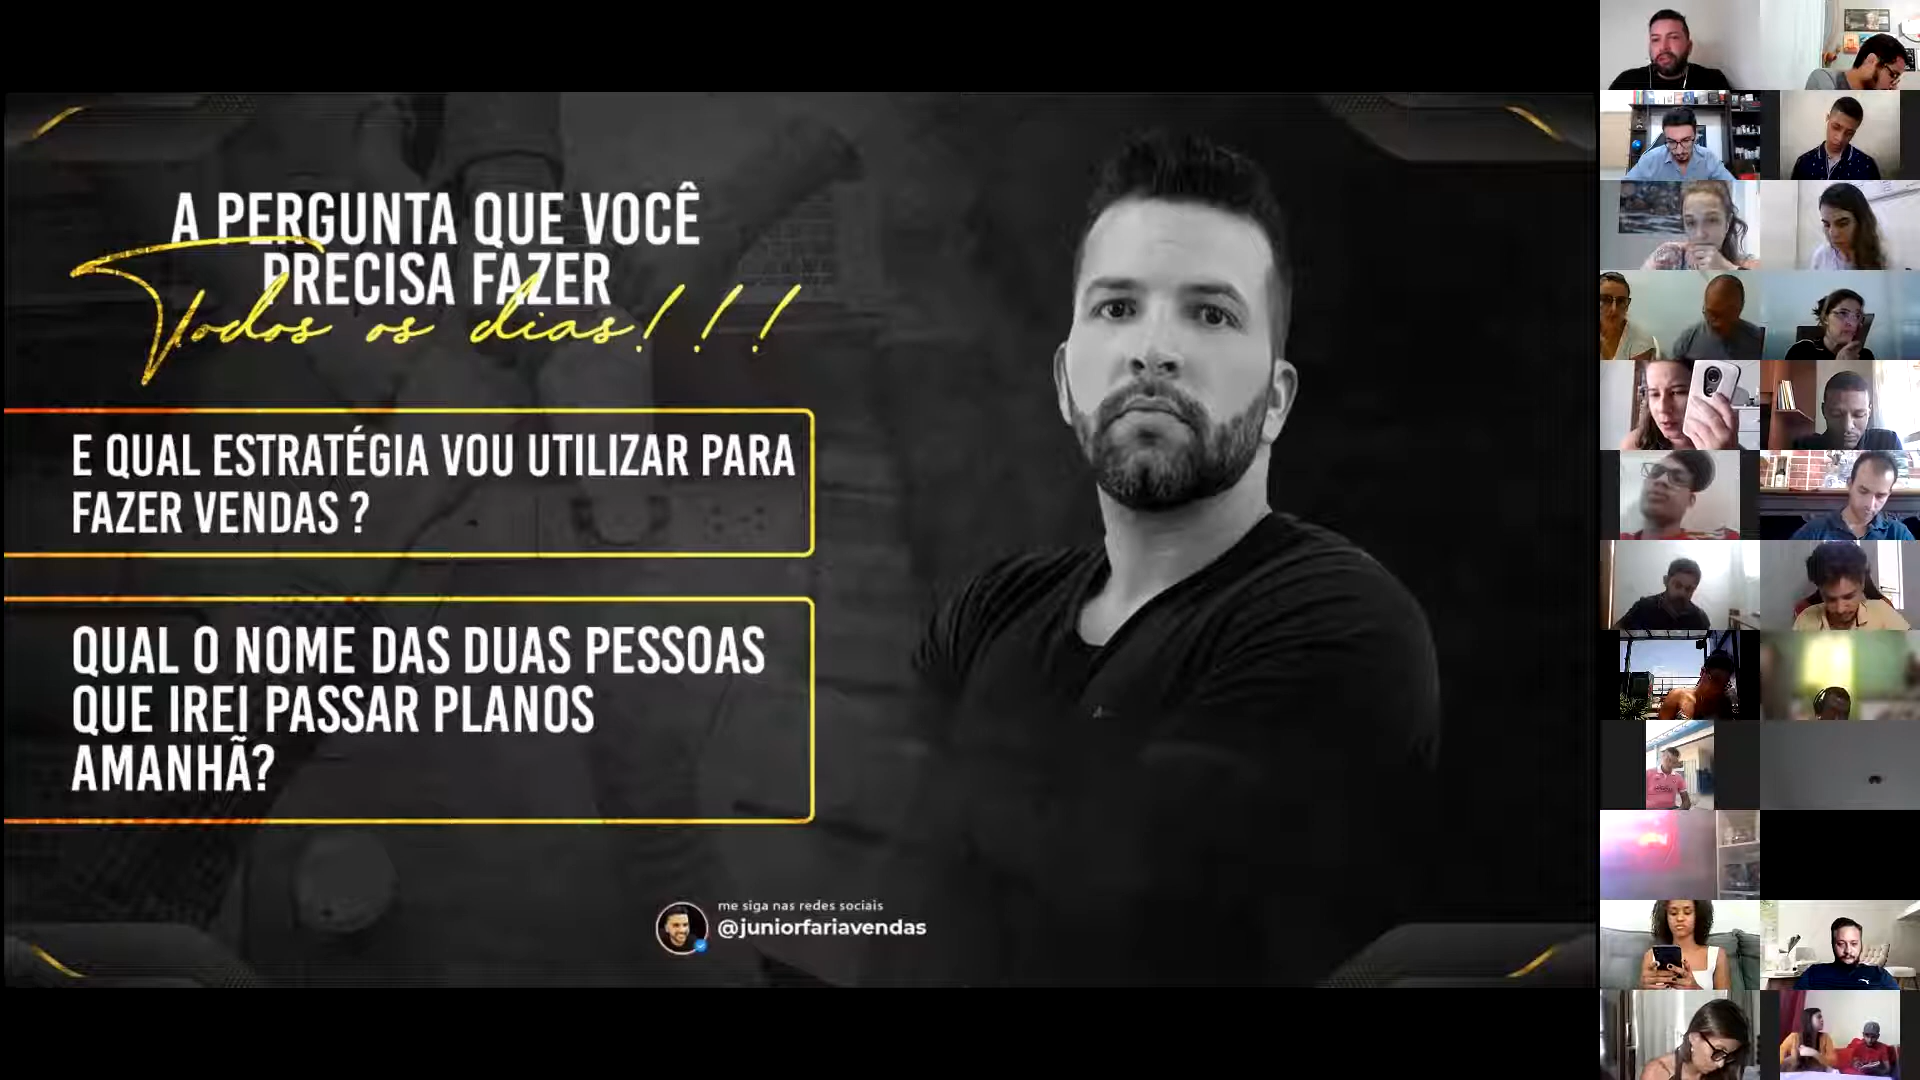 A PERGUNTA QUE VOCÊ
PRECISA FAZER
Todos os dias!!!
E QUAL ESTRATÉGIA VOU UTILIZAR PARA
FAZER VENDAS ?
QUAL O NOME DAS DUAS PESSOAS
QUE IREI PASSAR PLANOS
AMANHÃ?
me siga nas redes sociais
@juniorfariavendas